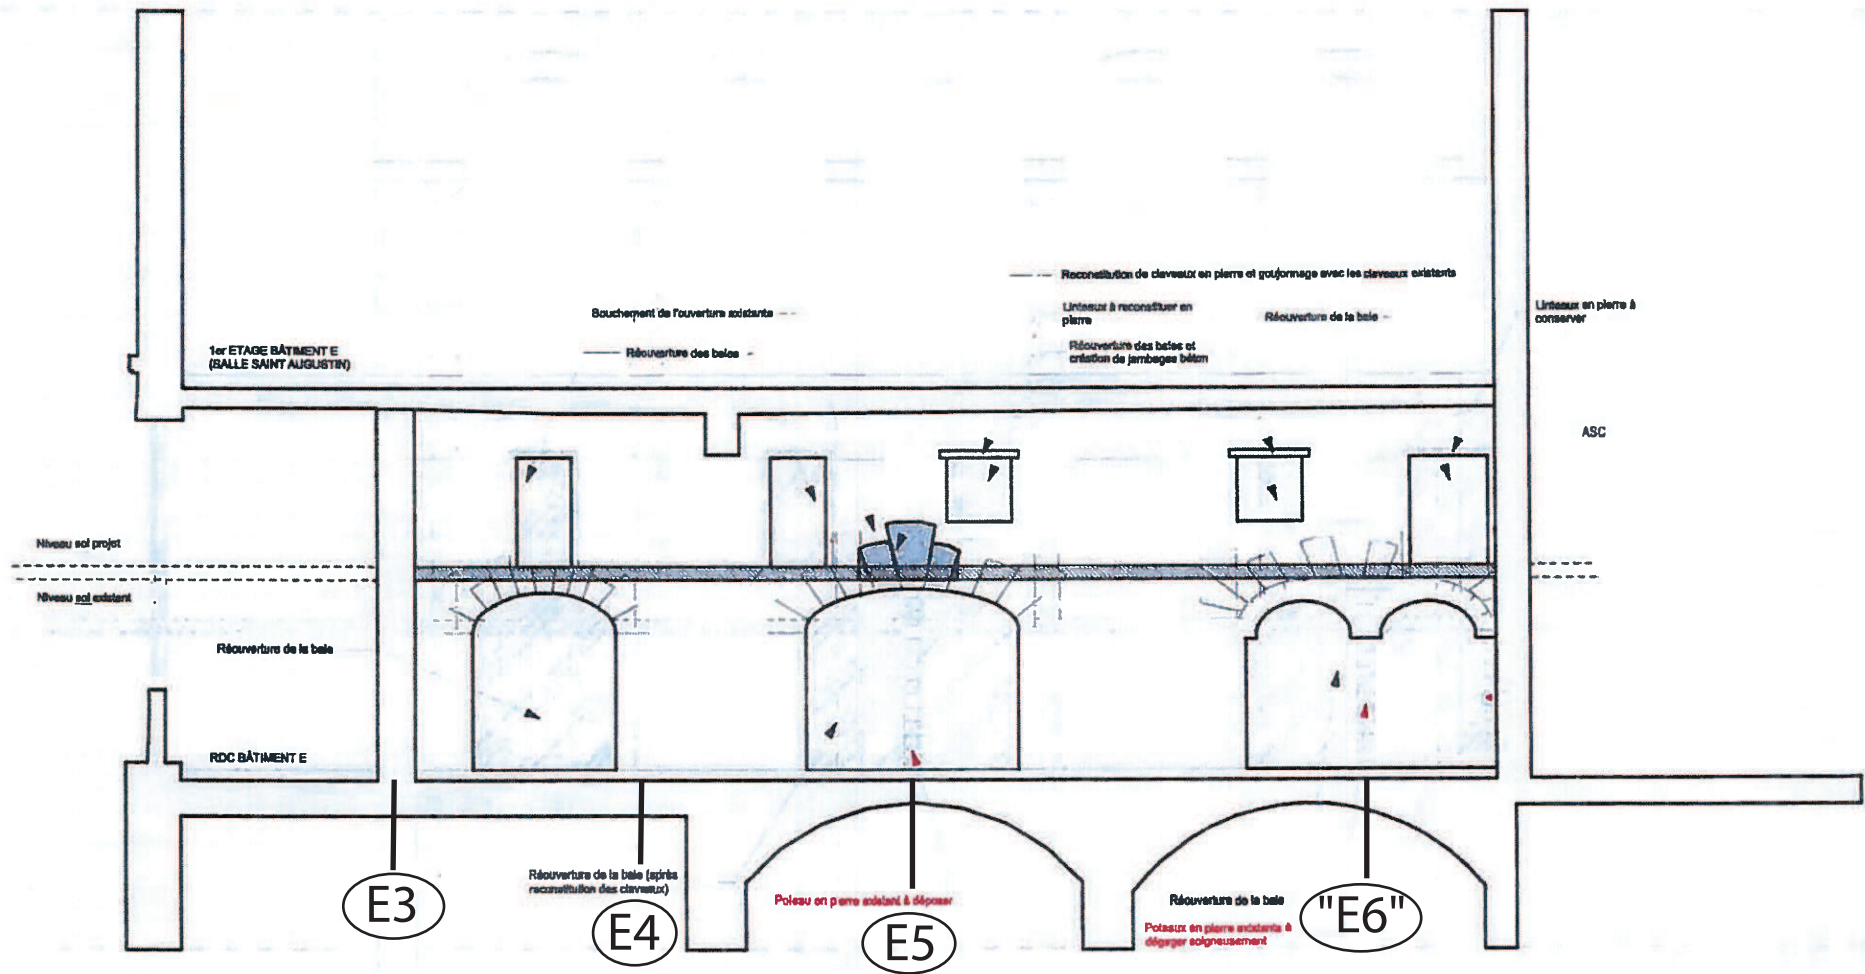 Reconstitution de claveaux en pierre et goujonnage avec les claveaux existants
Bouchement de l'ouverture existante
Linteaux à reconstituer en
pierre
Réouverture de la baie
Linteaux en pierre à
conserver
1er ETAGE BÂTIMENT E
(SALLE SAINT AUGUSTIN)
Réouverture des baies
Réouverture des baies et
création de jambages béton
ASC
Niveau sol projet
Niveau sol existant
Réouverture de la baie
RDC BÂTIMENT E
Réouverture de la baie (après
reconstitution des claveaux)
Poteau en pierre existant à déposer
Réouverture de la baie
Poteaux en pierre existants à
dégager soigneusement
E3
E4
E5
"E6"